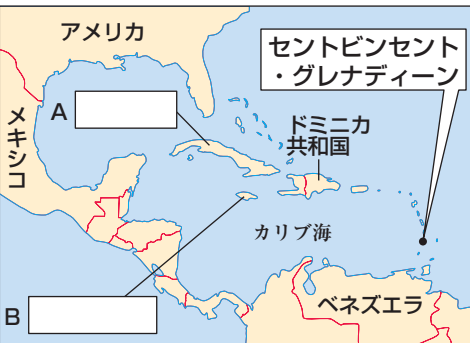 アメリカ
セントビンセント
・グレナディーン
メキシコ
A
ドミニカ
共和国
カリブ海
B
ベネズエラ